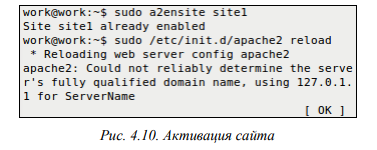 work@work:~$ sudo a2ensite site1
Site site1 already enabled
work@work:~$ sudo /etc/init.d/apache2 reload
 * Reloading web server config apache2
apache2: Could not reliably determine the serve
r's fully qualified domain name, using 127.0.1.
1 for ServerName
[ OK ]
Рис. 4.10. Активация сайта